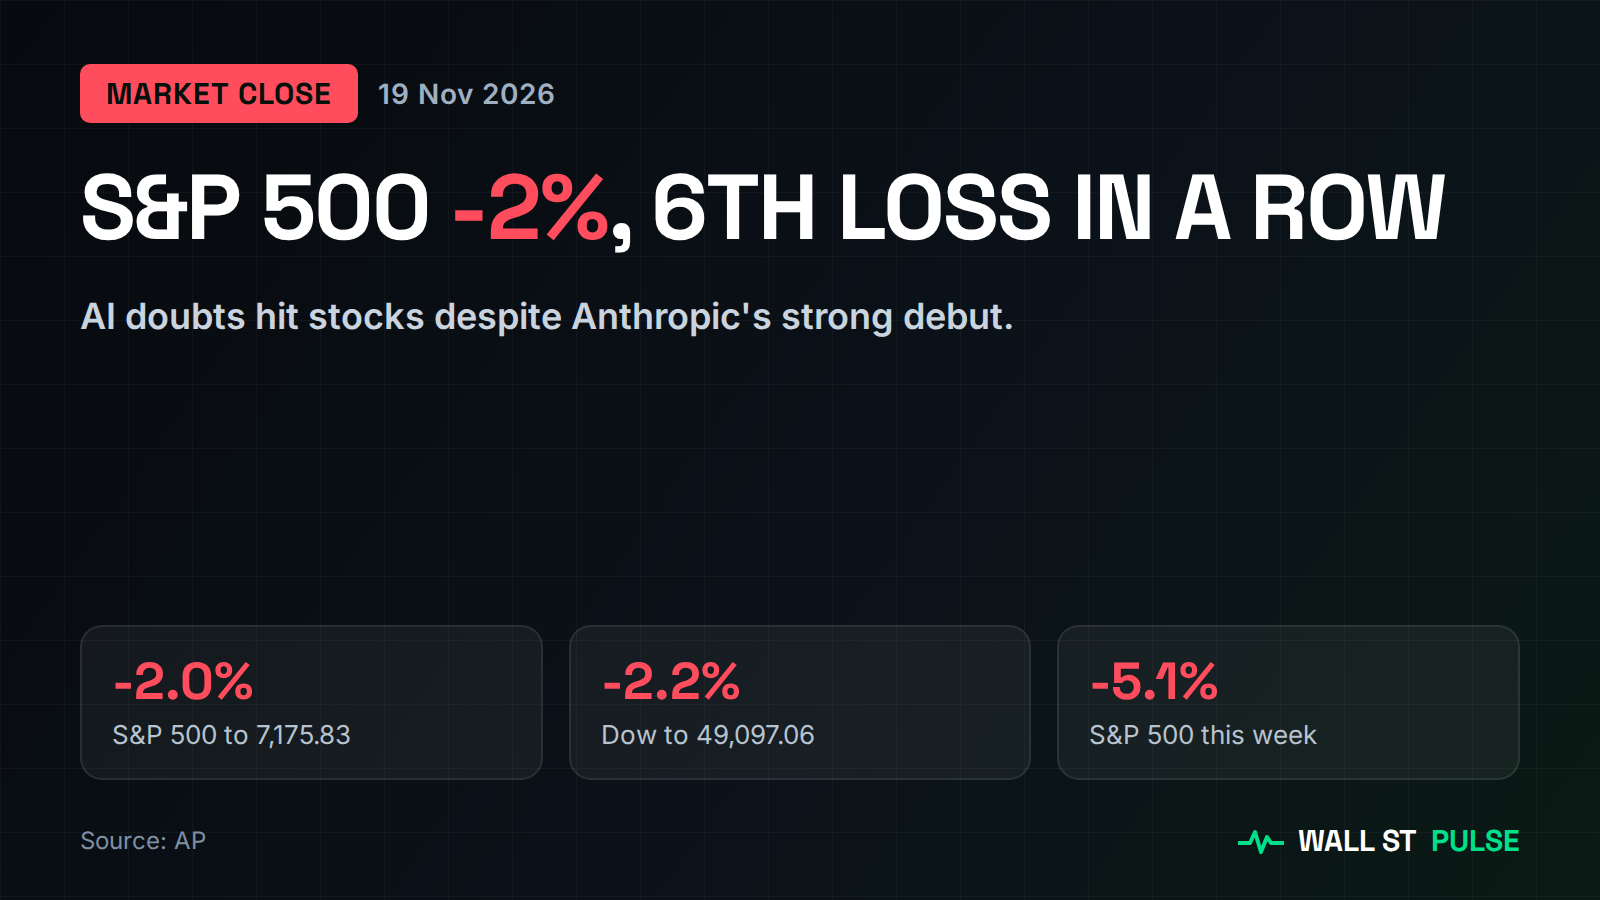 MARKET CLOSE 19 Nov 2026
S&P 500 -2%, 6TH LOSS IN A ROW
AI doubts hit stocks despite Anthropic's strong debut.
-2.0%
S&P 500 to 7,175.83
-2.2%
Dow to 49,097.06
-5.1%
S&P 500 this week
Source: AP
WALL ST PULSE